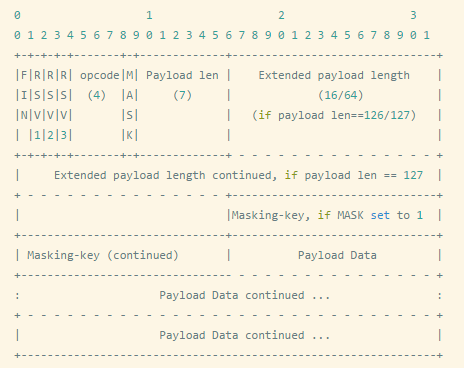 0                   1                   2                   3
0 1 2 3 4 5 6 7 8 9 0 1 2 3 4 5 6 7 8 9 0 1 2 3 4 5 6 7 8 9 0 1
+-+-+-+-+-------+-+-------------+-------------------------------+
|F|R|R|R| opcode|M| Payload len |    Extended payload length    |
|I|S|S|S|  (4)  |A|     (7)     |             (16/64)           |
|N|V|V|V|       |S|             |   (if payload len==126/127)   |
| |1|2|3|       |K|             |                               |
+-+-+-+-+-------+-+-------------+ - - - - - - - - - - - - - - - +
|     Extended payload length continued, if payload len == 127  |
+ - - - - - - - - - - - - - - - +-------------------------------+
|                               |Masking-key, if MASK set to 1  |
+-------------------------------+-------------------------------+
| Masking-key (continued)       |          Payload Data         |
+-------------------------------- - - - - - - - - - - - - - - - +
:                     Payload Data continued ...                :
+ - - - - - - - - - - - - - - - - - - - - - - - - - - - - - - - +
|                     Payload Data continued ...                |
+---------------------------------------------------------------+